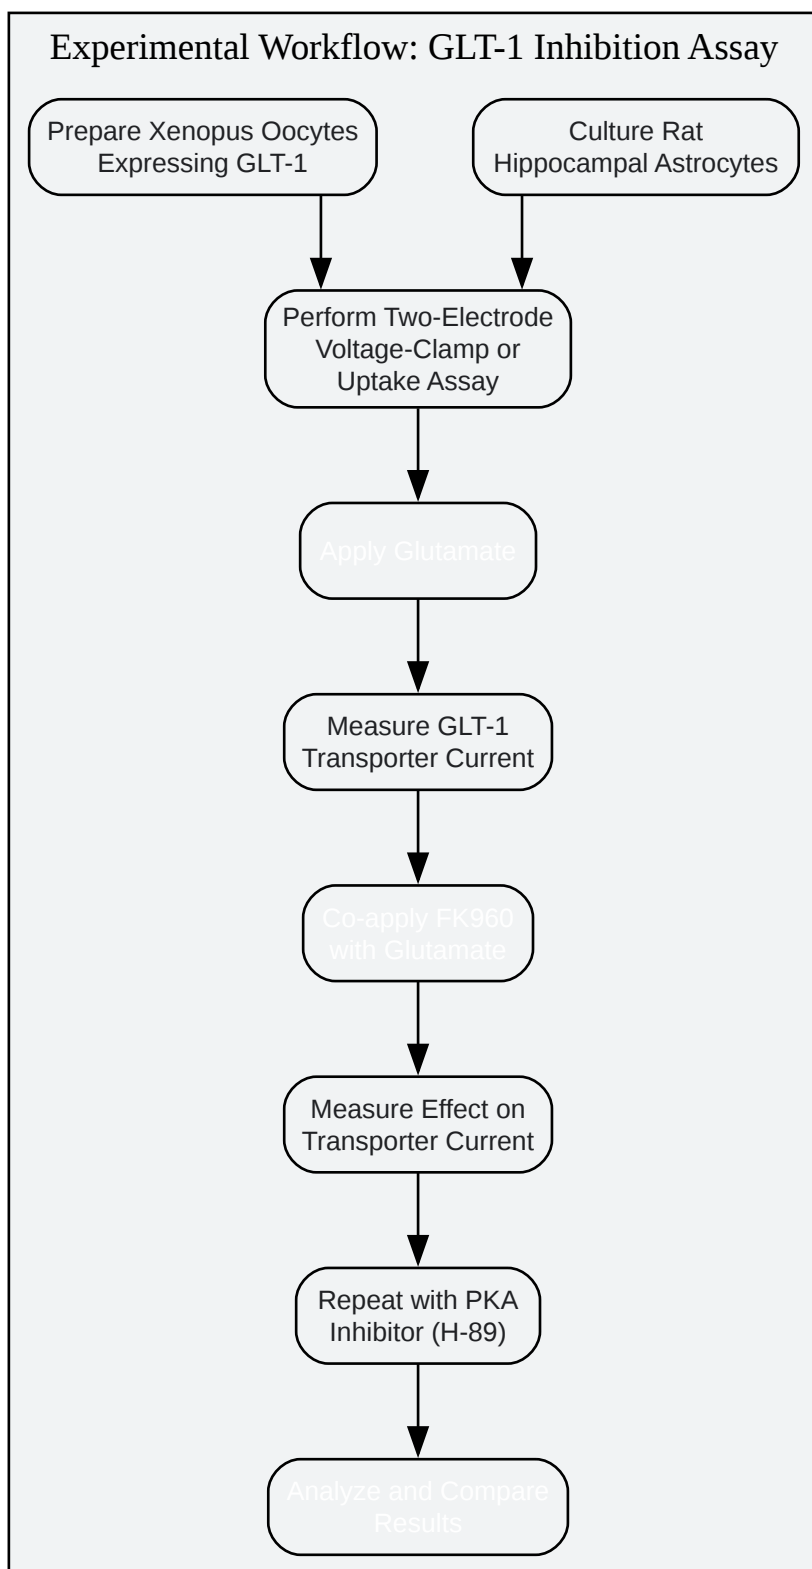 Experimental Workflow: GLT-1 Inhibition Assay
Prepare Xenopus Oocytes
Expressing GLT-1
Culture Rat
Hippocampal Astrocytes
Perform Two-Electrode
Voltage-Clamp or
Uptake Assay
Apply Glutamate
Measure GLT-1
Transporter Current
Co-apply FK960
with Glutamate
Measure Effect on
Transporter Current
Repeat with PKA
Inhibitor (H-89)
Analyze and Compare
Results